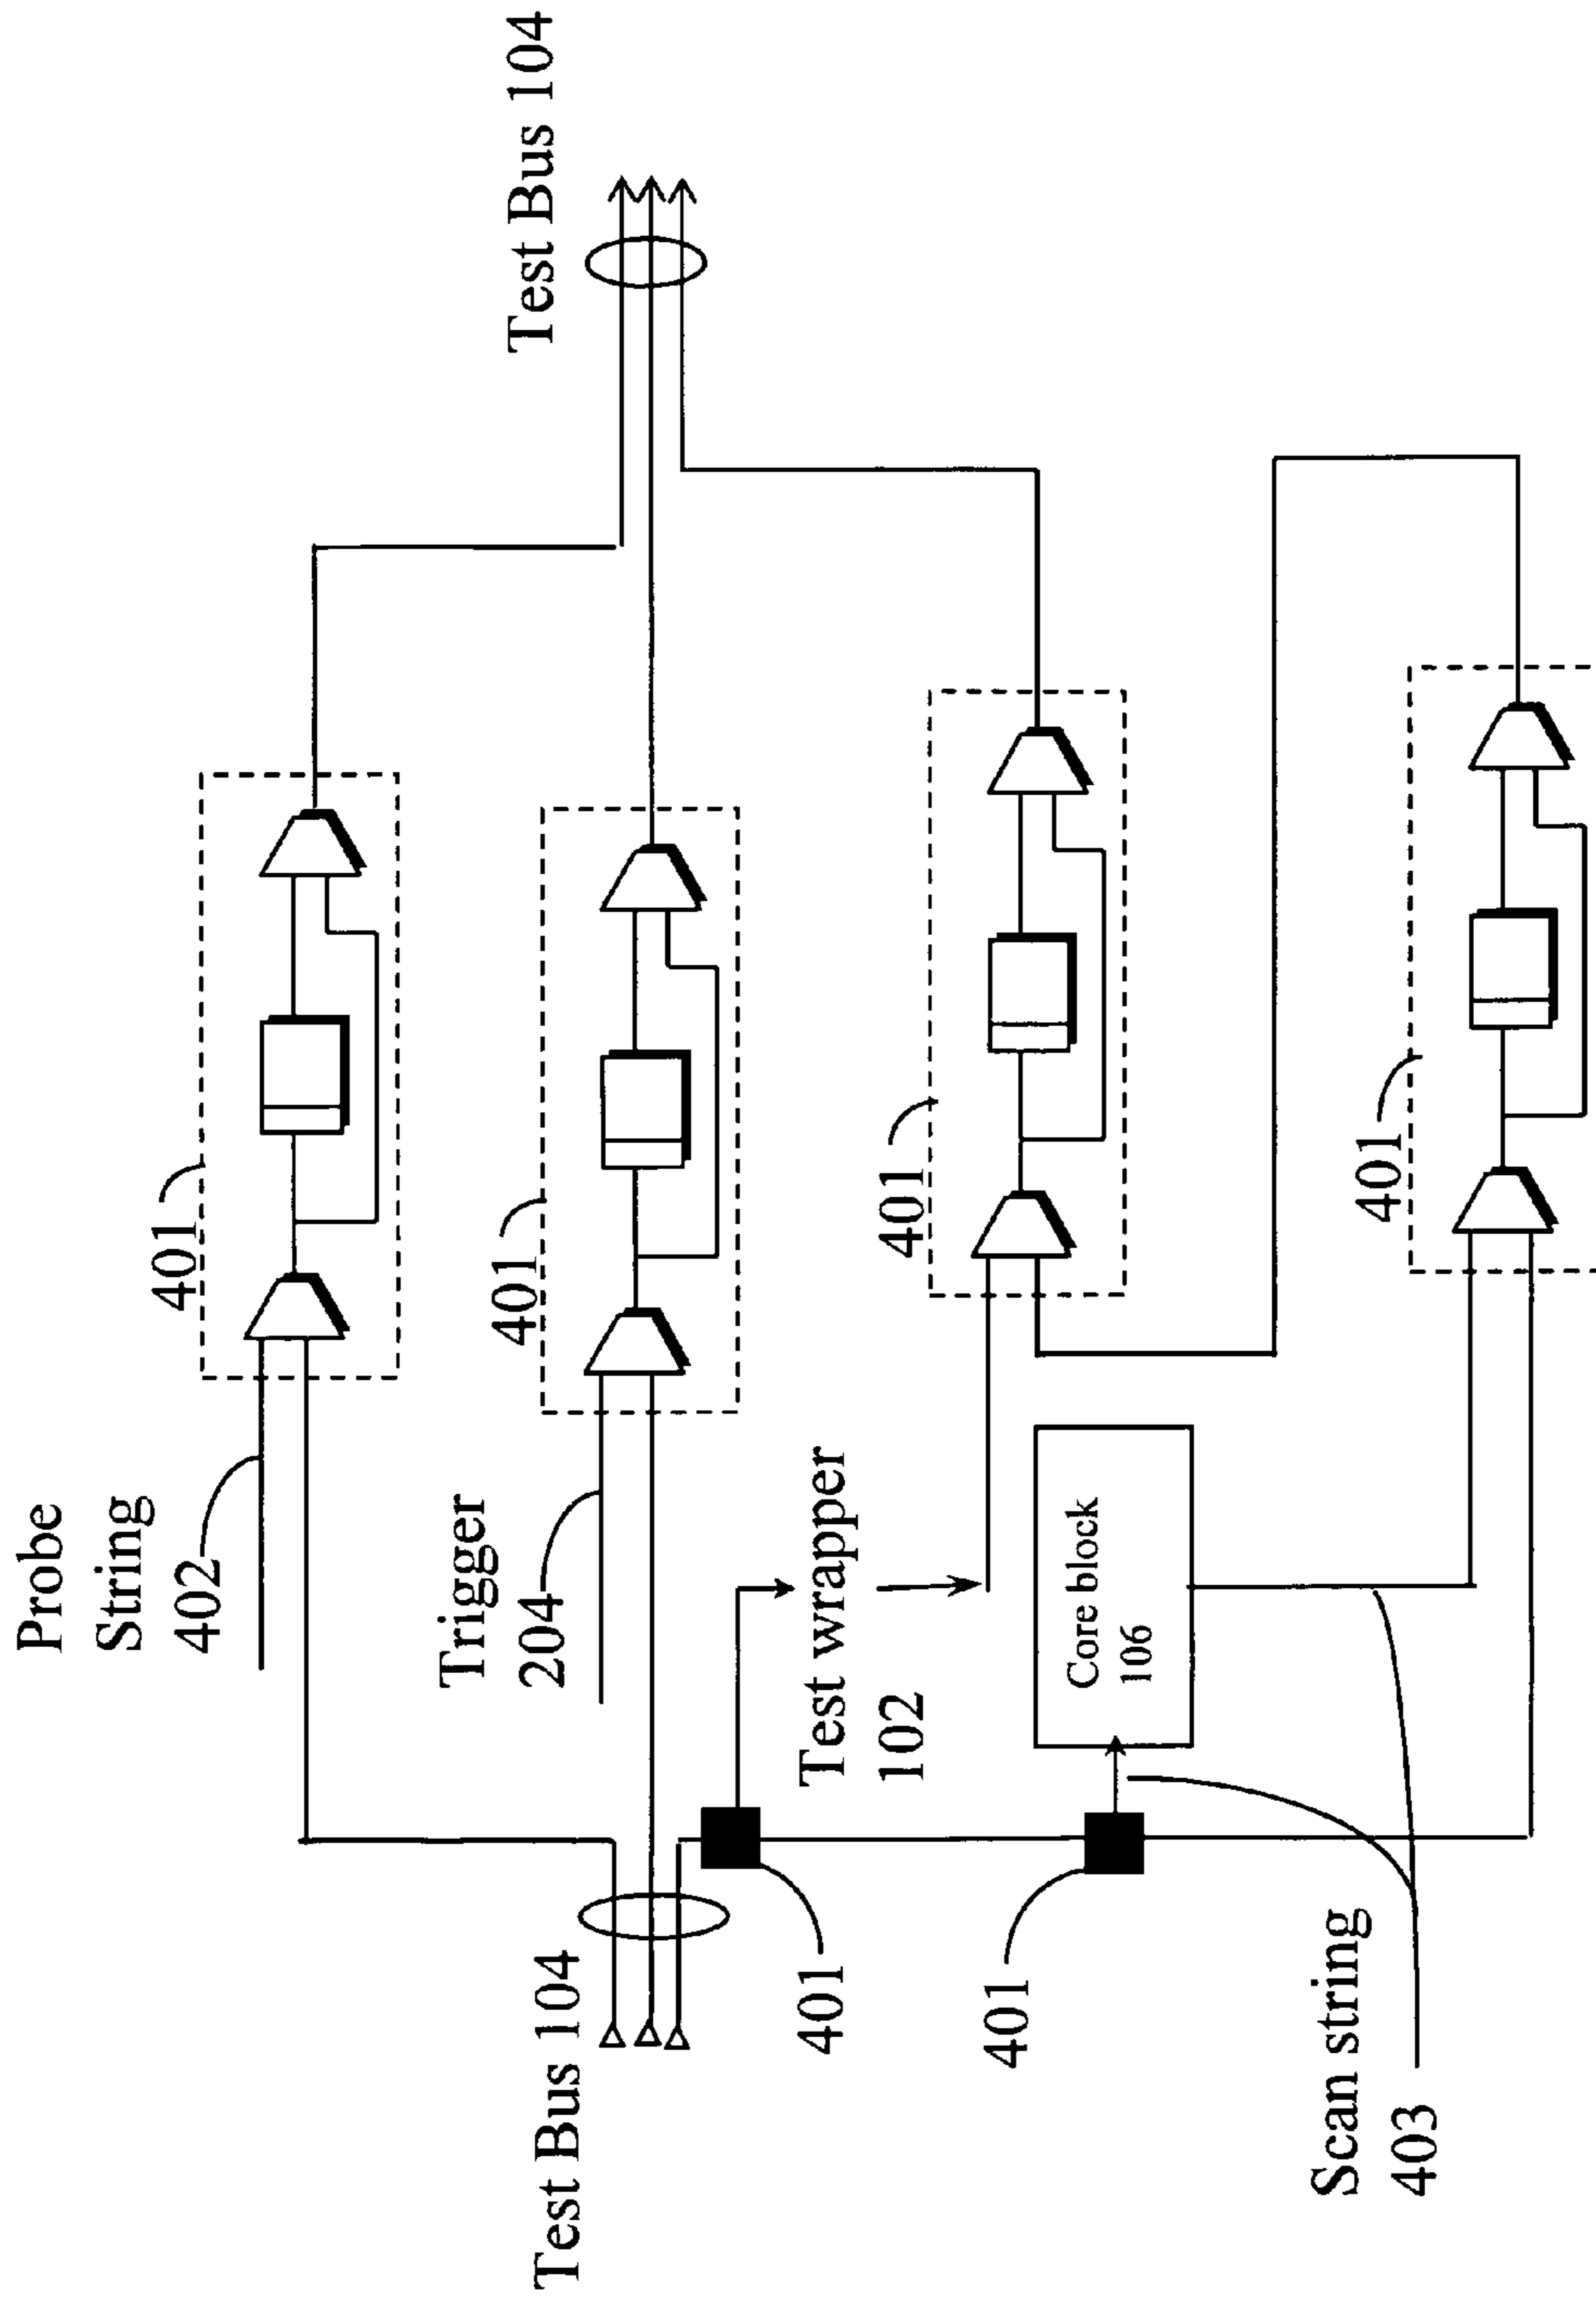 Probe
String
402
401
Test Bus 104
Trigger
204
401
Test Bus 104
401
Test wrapper
102
401
401
Core block
106
401
Scan string
403